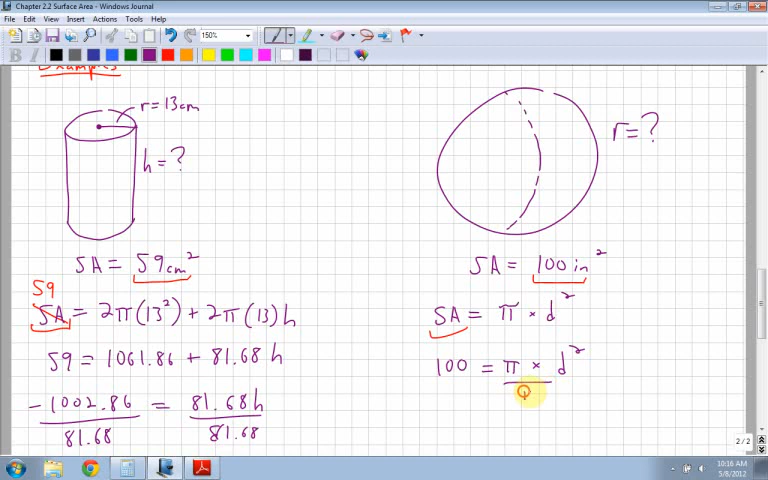 Chapter 2.2 Surface Area - Windows Journal
File Edit View Insert Actions Tools Help
150%
B I
Examples
r = 13cm
h = ?
SA = 59cm²
59
SA = 2π(13²) + 2π(13)h
59 = 1061.86 + 81.68h
-1002.86 = 81.68h
81.68 81.68
r = ?
SA = 100 in²
SA = π × d²
100 = π × d²
2 / 2
10:16 AM
5/8/2012